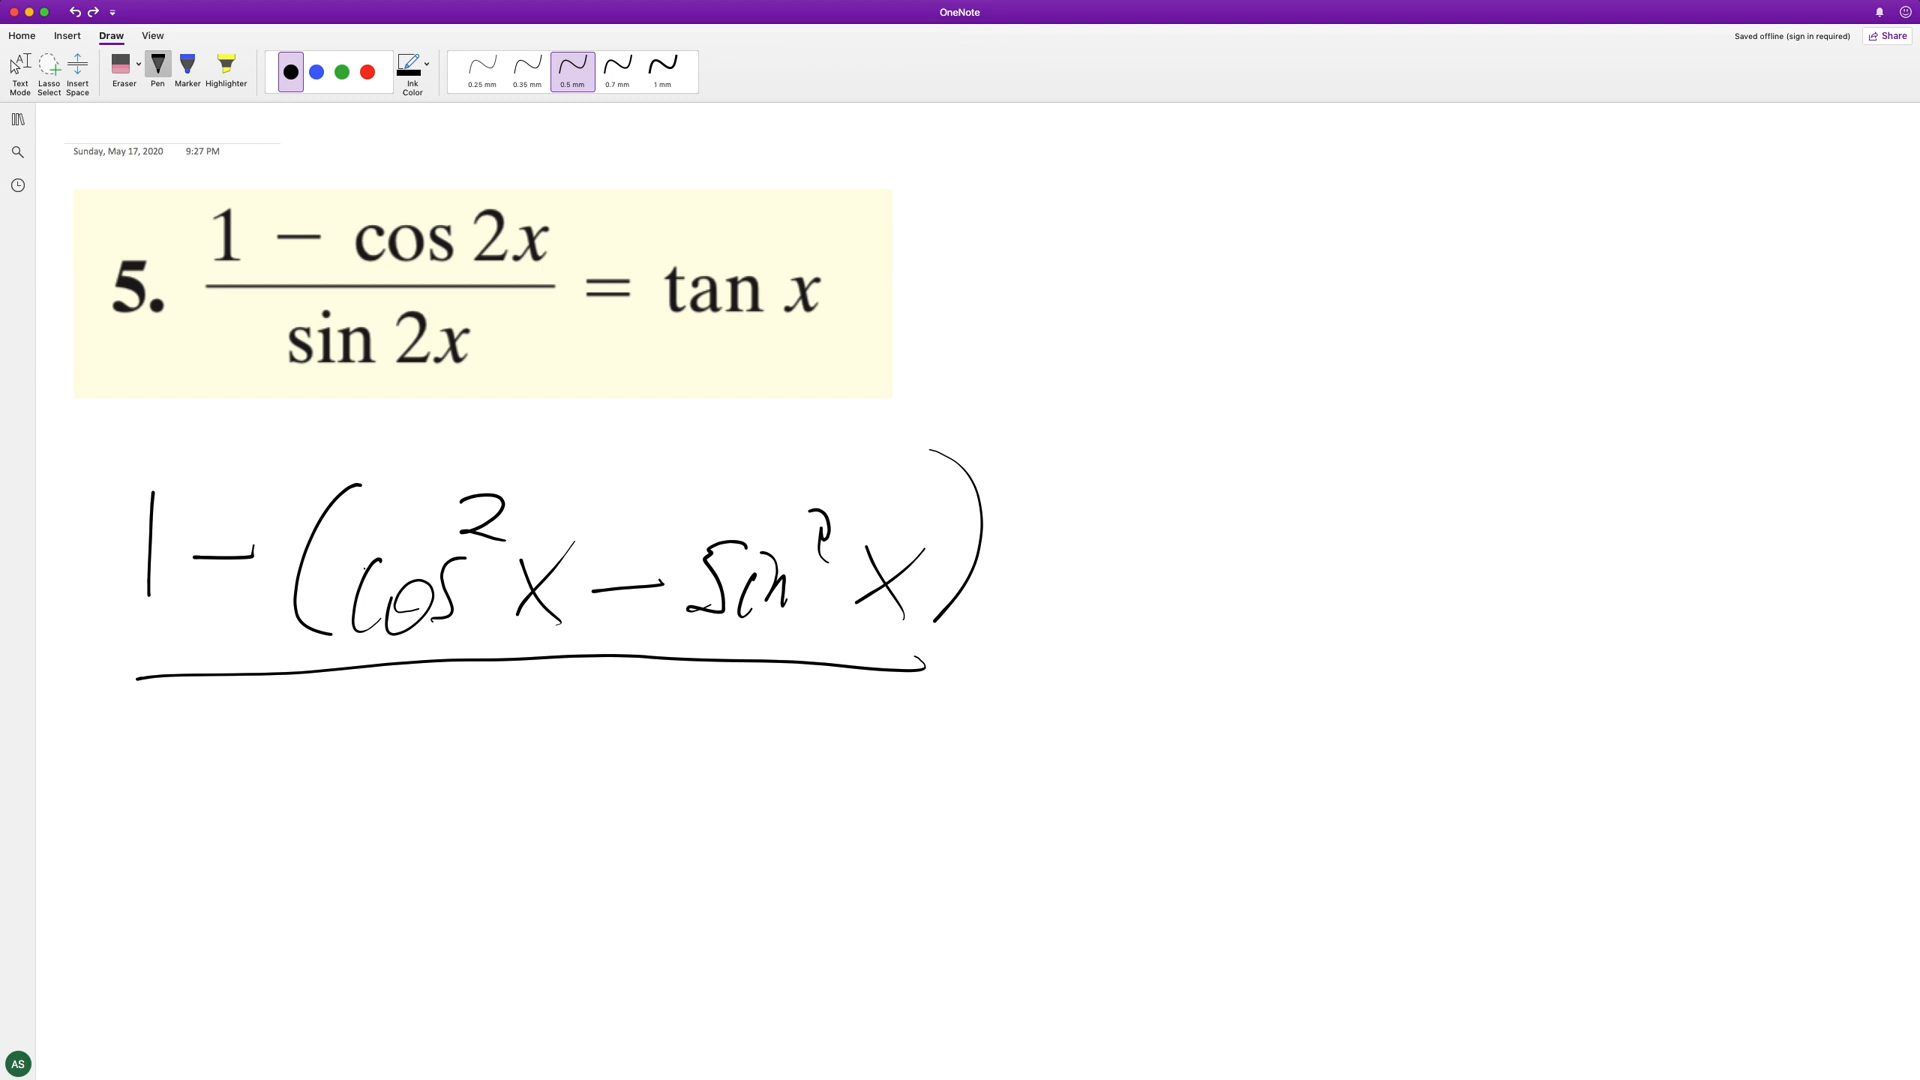 OneNote
Home Insert Draw View
Saved offline (sign in required) Share
Text Mode Lasso Select Insert Space Eraser Pen Marker Highlighter Ink Color 0.25 mm 0.35 mm 0.5 mm 0.7 mm 1 mm
Sunday, May 17, 2020 9:27 PM
1 − cos 2x
5. = tan x
sin 2x
1 − (cos² x − sin² x)
AS